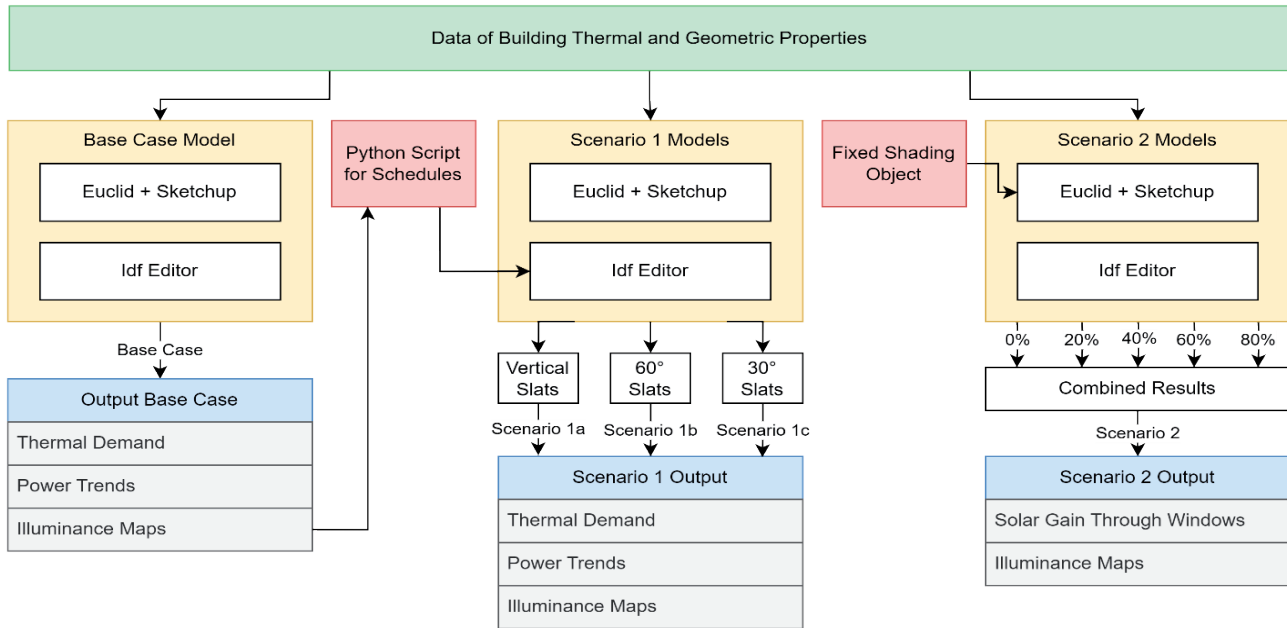 Data of Building Thermal and Geometric Properties
Base Case Model
Euclid + Sketchup
Idf Editor
Base Case
Output Base Case
Thermal Demand
Power Trends
Illuminance Maps
Python Script
for Schedules
Scenario 1 Models
Euclid + Sketchup
Idf Editor
Vertical
Slats
60°
Slats
30°
Slats
Scenario 1a
Scenario 1b
Scenario 1c
Scenario 1 Output
Thermal Demand
Power Trends
Illuminance Maps
Fixed Shading
Object
Scenario 2 Models
Euclid + Sketchup
Idf Editor
0%
20%
40%
60%
80%
Combined Results
Scenario 2
Scenario 2 Output
Solar Gain Through Windows
Illuminance Maps